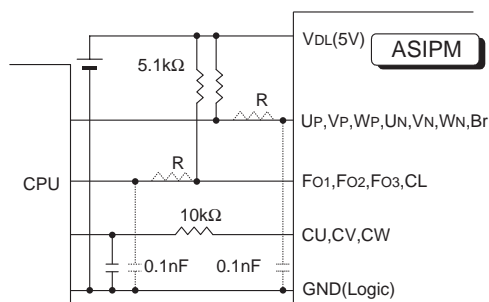 VDL(5V)
ASIPM
5.1kΩ
R
UP,VP,WP,UN,VN,WN,Br
R
CPU
FO1,FO2,FO3,CL
10kΩ
CU,CV,CW
0.1nF
0.1nF
GND(Logic)